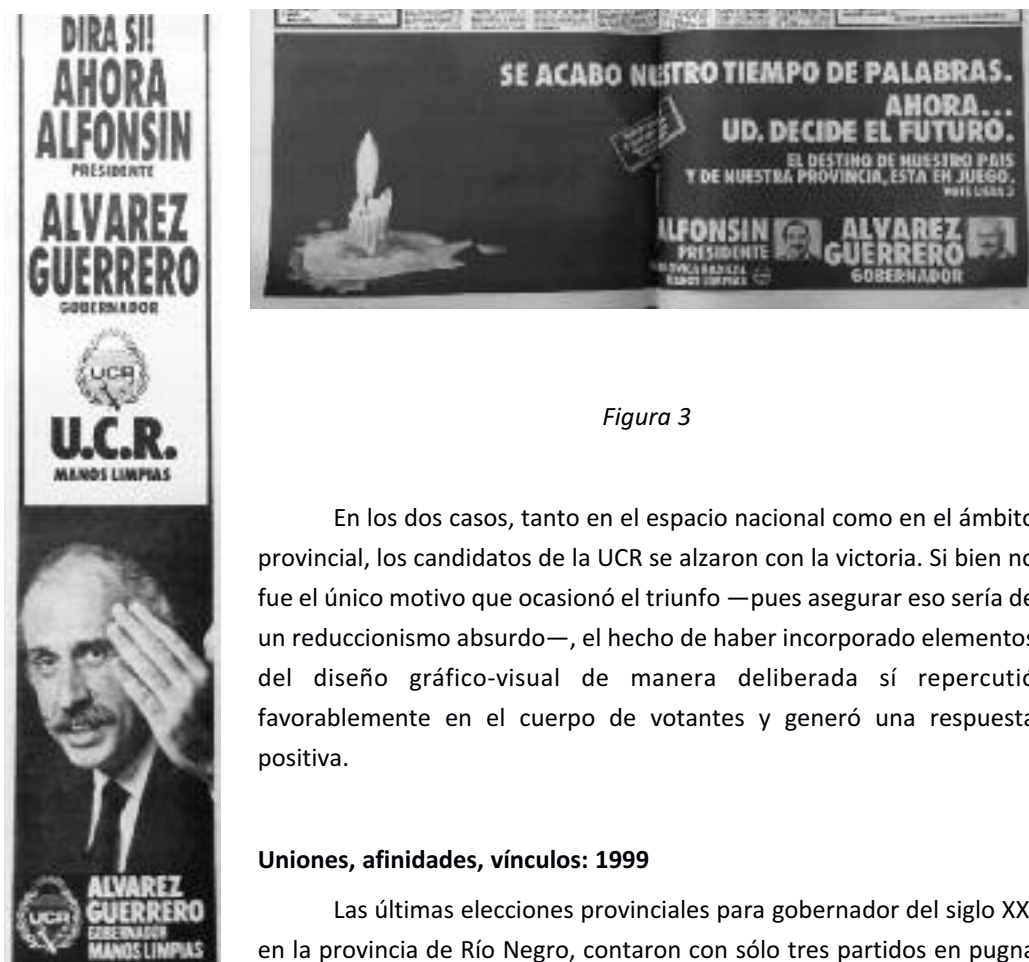 DIRA SI!
AHORA
ALFONSIN
PRESIDENTE
ALVAREZ
GUERRERO
GOBERNADOR
UCR
U.C.R.
MANOS LIMPIAS
UCR
ALVAREZ
GUERRERO
GOBERNADOR
MANOS LIMPIAS
SE ACABO NUESTRO TIEMPO DE PALABRAS.
AHORA...
UD. DECIDE EL FUTURO.
EL DESTINO DE NUESTRO PAIS
Y DE NUESTRA PROVINCIA, ESTA EN JUEGO.
ALFONSIN
PRESIDENTE
MANOS LIMPIAS
ALVAREZ
GUERRERO
GOBERNADOR
Figura 3
En los dos casos, tanto en el espacio nacional como en el ámbito
provincial, los candidatos de la UCR se alzaron con la victoria. Si bien no
fue el único motivo que ocasionó el triunfo —pues asegurar eso sería de
un reduccionismo absurdo—, el hecho de haber incorporado elementos
del diseño gráfico-visual de manera deliberada sí repercutió
favorablemente en el cuerpo de votantes y generó una respuesta
positiva.
Uniones, afinidades, vínculos: 1999
Las últimas elecciones provinciales para gobernador del siglo XX,
en la provincia de Río Negro, contaron con sólo tres partidos en pugna